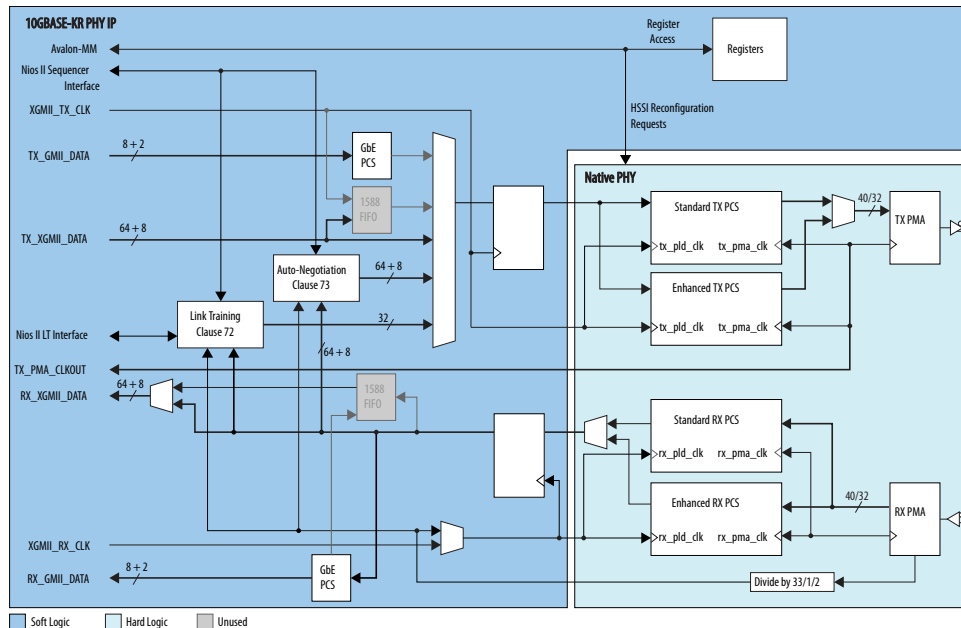 10GBASE-KR PHY IP
Avalon-MM
Register
Access
Registers
Nios II Sequencer
Interface
XGMII_TX_CLK
HSSI Reconfiguration
Requests
8 + 2
TX_GMII_DATA
GbE
PCS
Native PHY
1588
FIFO
Standard TX PCS
40/32
TX PMA
64 + 8
TX_XGMII_DATA
tx_pld_clk
tx_pma_clk
Auto-Negotiation
Clause 73
64 + 8
Enhanced TX PCS
Link Training
Clause 72
32
tx_pld_clk
tx_pma_clk
Nios II LT Interface
64 + 8
TX_PMA_CLKOUT
64 + 8
RX_XGMII_DATA
1588
FIFO
Standard RX PCS
rx_pld_clk
rx_pma_clk
Enhanced RX PCS
40/32
RX PMA
rx_pld_clk
rx_pma_clk
XGMII_RX_CLK
8 + 2
RX_GMII_DATA
GbE
PCS
Divide by 33/1/2
Soft Logic
Hard Logic
Unused